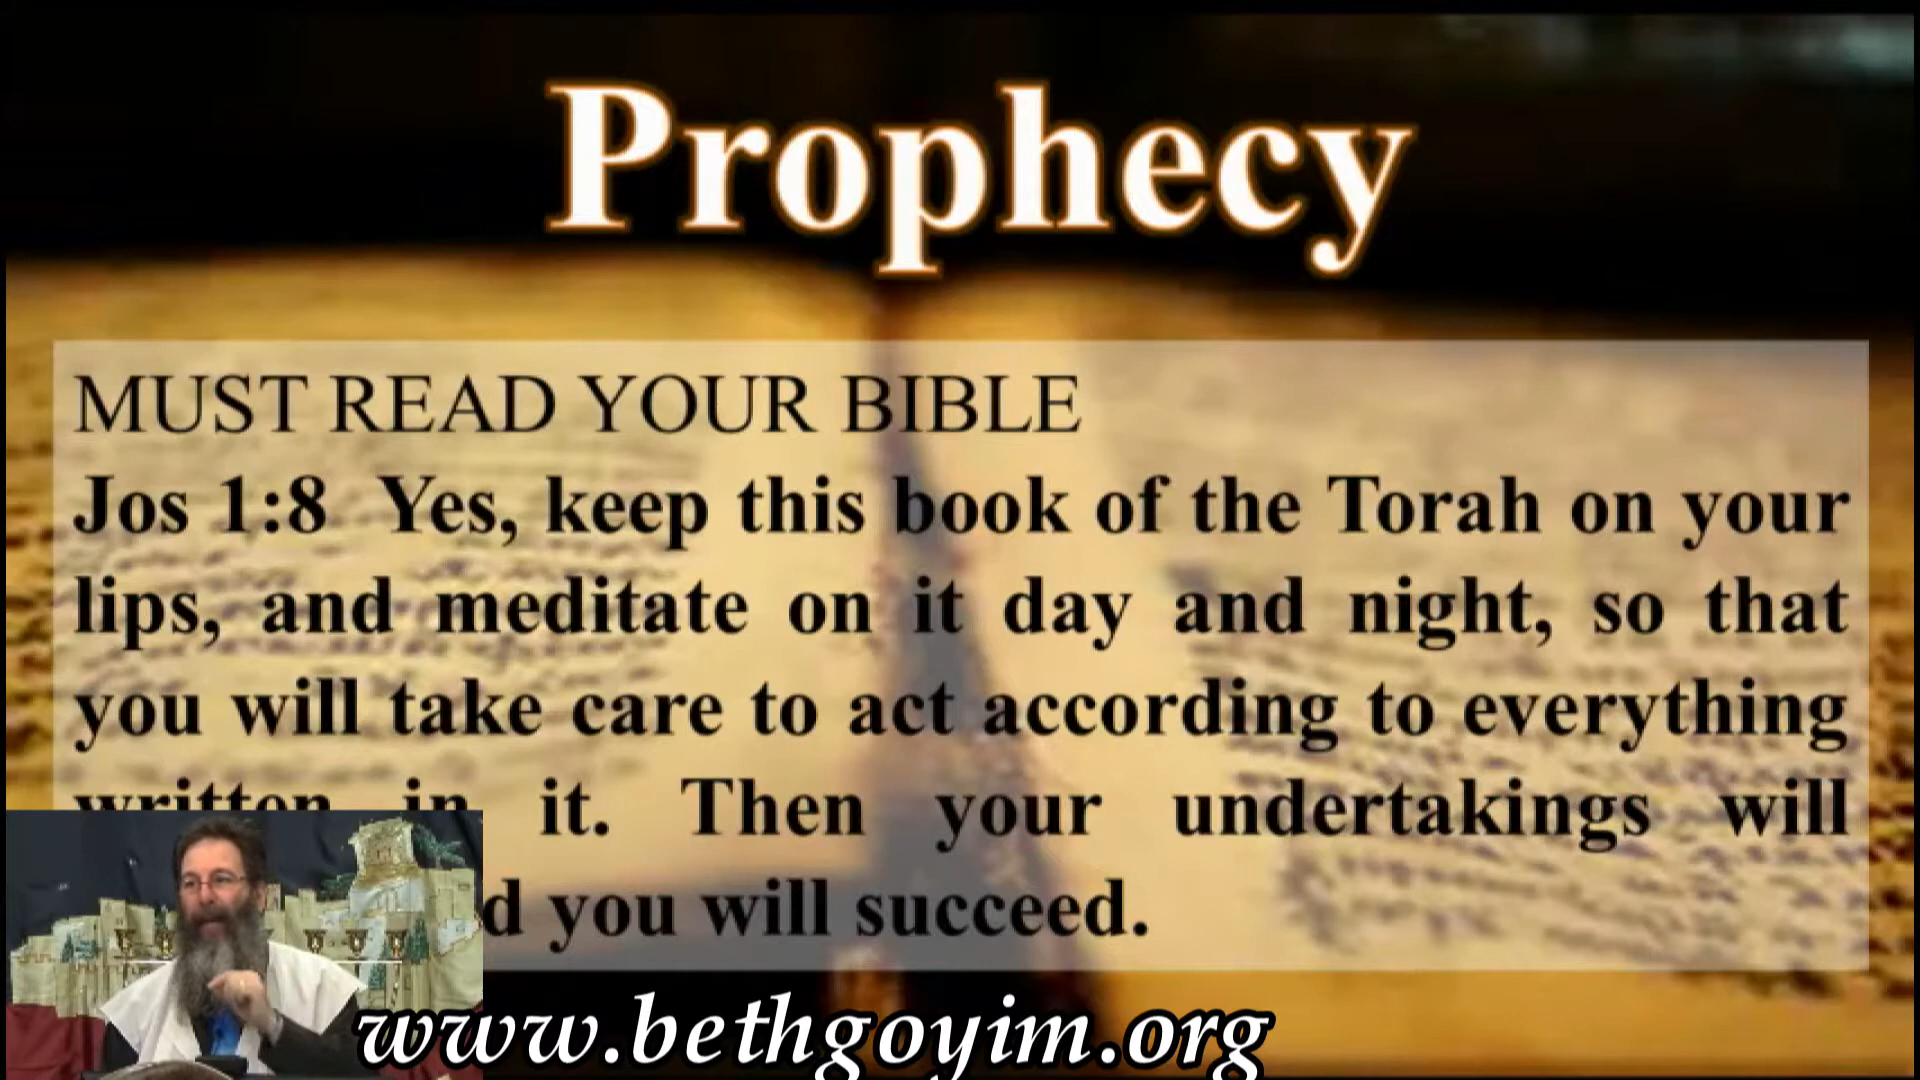 Prophecy
MUST READ YOUR BIBLE
Jos 1:8 Yes, keep this book of the Torah on your
lips, and meditate on it day and night, so that
you will take care to act according to everything
written in it. Then your undertakings will
d you will succeed.
www.bethgoyim.org